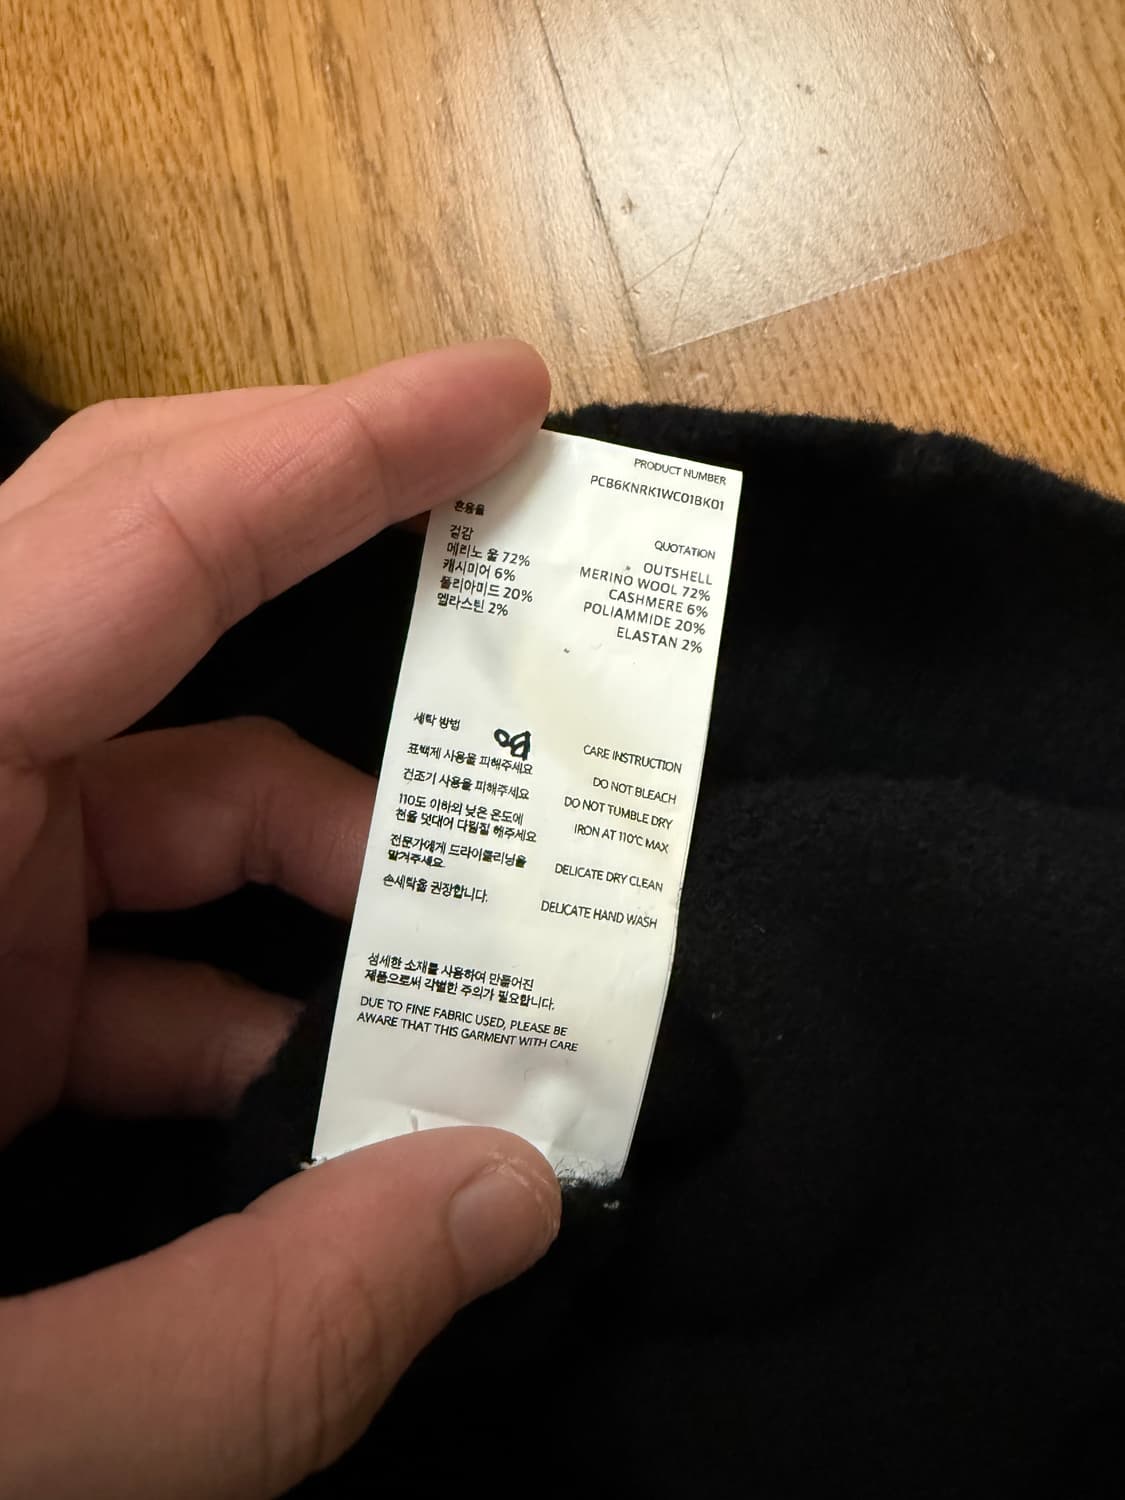 PRODUCT NUMBER
PCB6KNRK1WC01BK01
혼용율
겉감
메리노 울 72%
캐시미어 6%
폴리아미드 20%
엘라스틴 2%
QUOTATION
OUTSHELL
MERINO WOOL 72%
CASHMERE 6%
POLIAMMIDE 20%
ELASTAN 2%
세탁 방법
표백제 사용을 피해주세요
건조기 사용을 피해주세요
110도 이하의 낮은 온도에
천을 덧대어 다림질 해주세요
전문가에게 드라이클리닝을
맡겨주세요
손세탁을 권장합니다.
CARE INSTRUCTION
DO NOT BLEACH
DO NOT TUMBLE DRY
IRON AT 110°C MAX
DELICATE DRY CLEAN
DELICATE HAND WASH
섬세한 소재를 사용하여 만들어진
제품으로써 각별한 주의가 필요합니다.
DUE TO FINE FABRIC USED, PLEASE BE
AWARE THAT THIS GARMENT WITH CARE